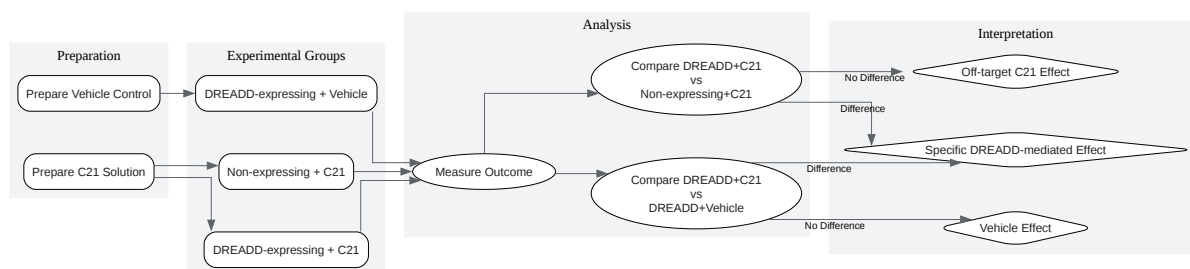 Preparation
Prepare Vehicle Control
Prepare C21 Solution
Experimental Groups
DREADD-expressing + Vehicle
Non-expressing + C21
DREADD-expressing + C21
Analysis
Measure Outcome
Compare DREADD+C21
vs
Non-expressing+C21
Compare DREADD+C21
vs
DREADD+Vehicle
No Difference
Difference
Difference
No Difference
Interpretation
Off-target C21 Effect
Specific DREADD-mediated Effect
Vehicle Effect